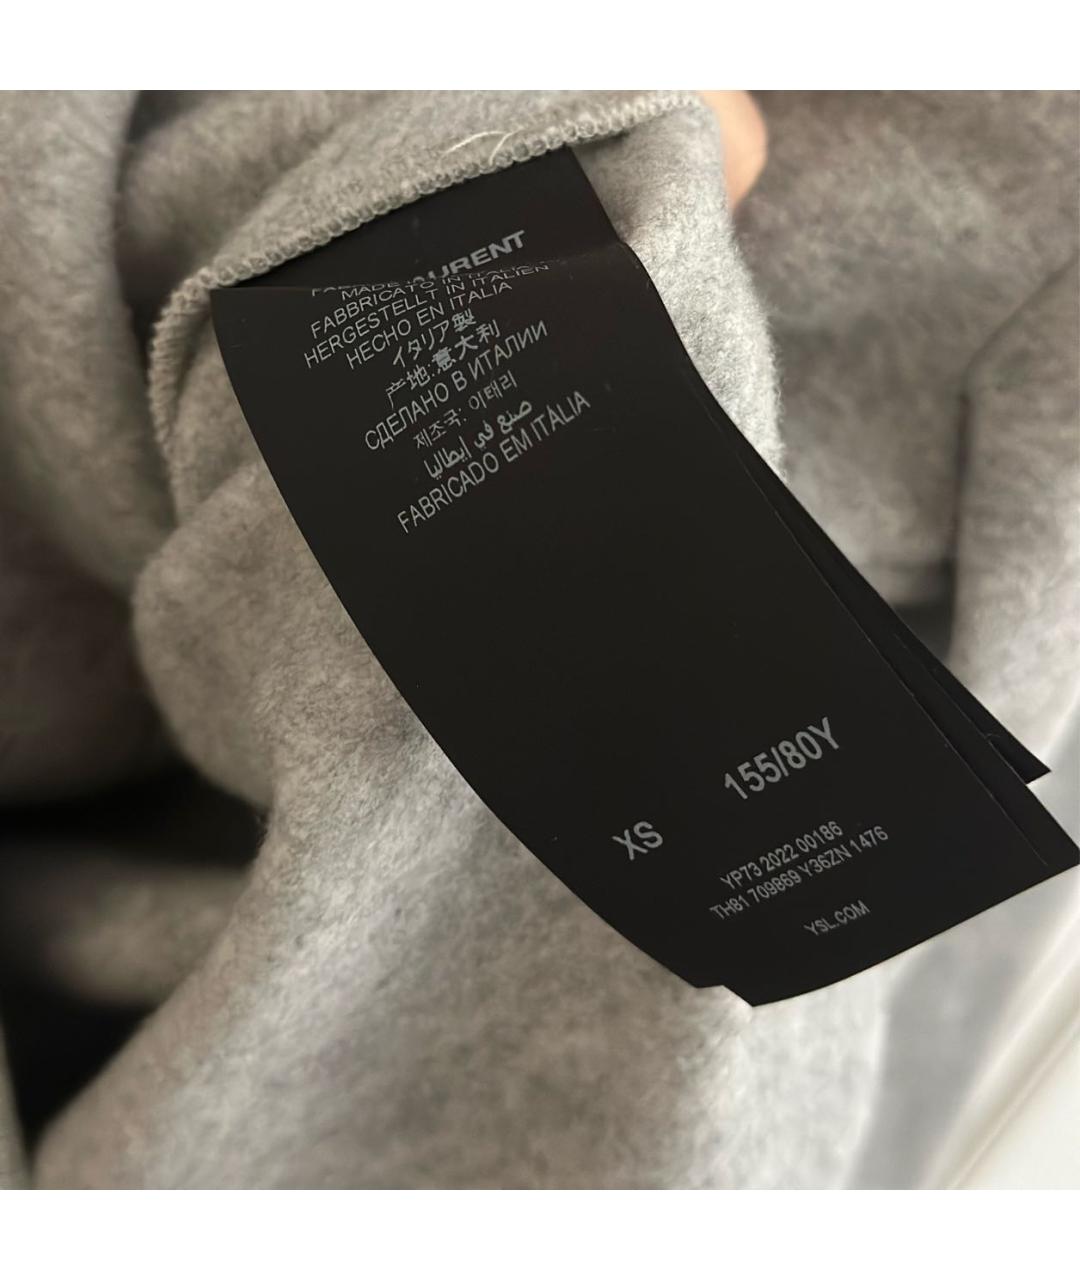 LAURENT
MADE IN ITALY
FABBRICATO IN ITALIA
HERGESTELLT IN ITALIEN
HECHO EN ITALIA
イタリア製
产地:意大利
СДЕЛАНО В ИТАЛИИ
제조국: 이태리
صنع في إيطاليا
FABRICADO EM ITALIA
155/80Y
XS
YP73 2022 00186
TH81 709869 Y36ZN 1476
YSL.COM